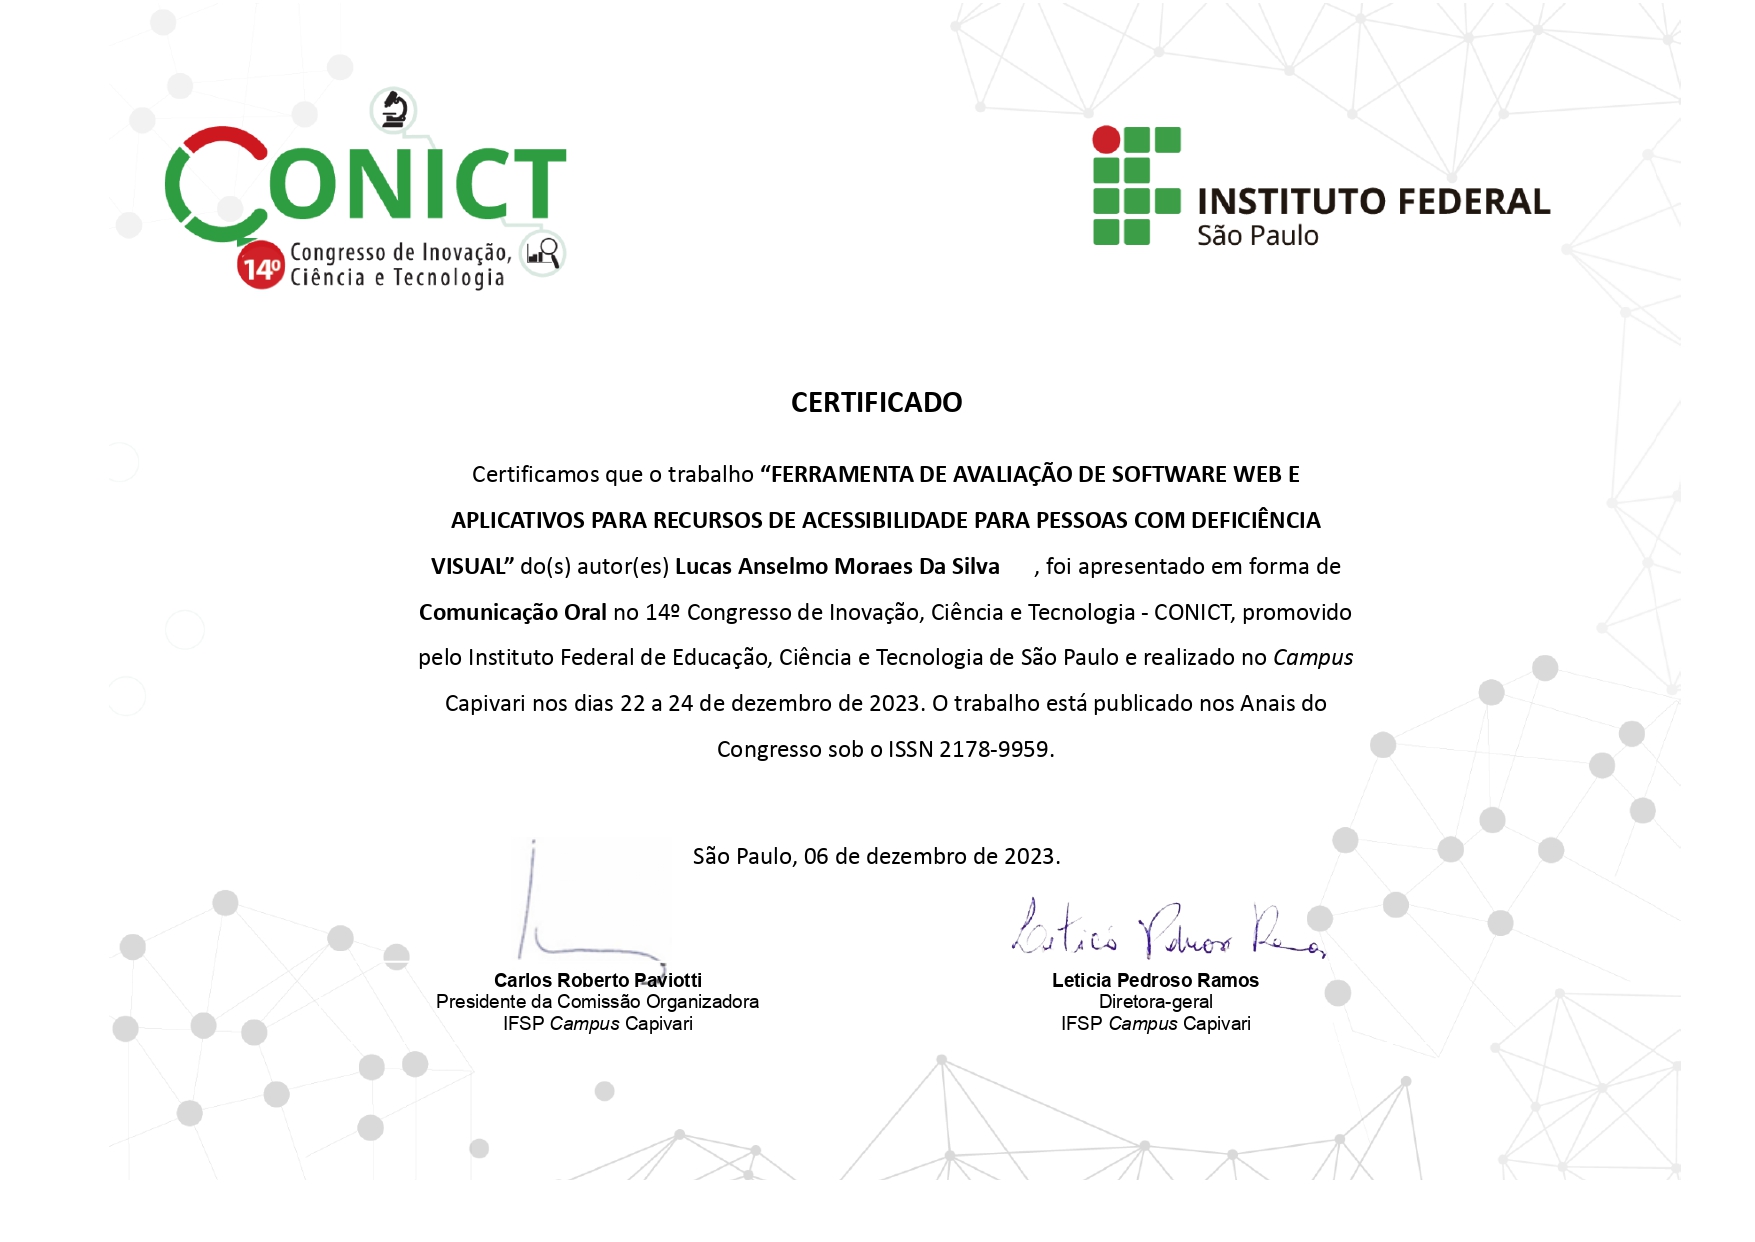 CONICT
14º
Congresso de Inovação,
Ciência e Tecnologia
INSTITUTO FEDERAL
São Paulo
CERTIFICADO
Certificamos que o trabalho “FERRAMENTA DE AVALIAÇÃO DE SOFTWARE WEB E
APLICATIVOS PARA RECURSOS DE ACESSIBILIDADE PARA PESSOAS COM DEFICIÊNCIA
VISUAL” do(s) autor(es) Lucas Anselmo Moraes Da Silva , foi apresentado em forma de
Comunicação Oral no 14º Congresso de Inovação, Ciência e Tecnologia - CONICT, promovido
pelo Instituto Federal de Educação, Ciência e Tecnologia de São Paulo e realizado no Campus
Capivari nos dias 22 a 24 de dezembro de 2023. O trabalho está publicado nos Anais do
Congresso sob o ISSN 2178-9959.
São Paulo, 06 de dezembro de 2023.
Leticia Pedroso Ramos
Carlos Roberto Paviotti
Presidente da Comissão Organizadora
IFSP Campus Capivari
Leticia Pedroso Ramos
Diretora-geral
IFSP Campus Capivari